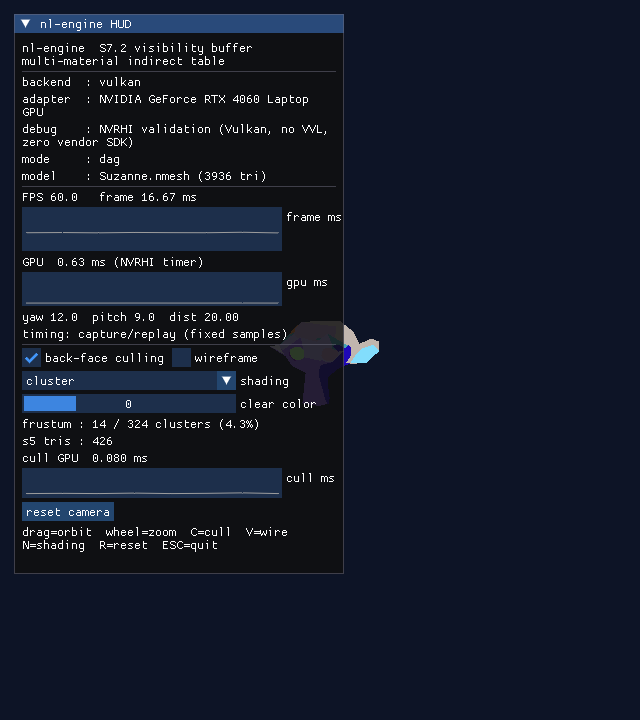 nl-engine HUD
nl-engine  S7.2 visibility buffer
multi-material indirect table
backend  : vulkan
adapter  : NVIDIA GeForce RTX 4060 Laptop
GPU
debug    : NVRHI validation (Vulkan, no VVL,
zero vendor SDK)
mode     : dag
model    : Suzanne.nmesh (3936 tri)
FPS 60.0   frame 16.67 ms
frame ms
GPU  0.63 ms (NVRHI timer)
gpu ms
yaw 12.0  pitch 9.0  dist 20.00
timing: capture/replay (fixed samples)
back-face culling  wireframe
cluster  shading
0  clear color
frustum : 14 / 324 clusters (4.3%)
s5 tris : 426
cull GPU  0.080 ms
cull ms
reset camera
drag=orbit  wheel=zoom  C=cull  V=wire
N=shading  R=reset  ESC=quit